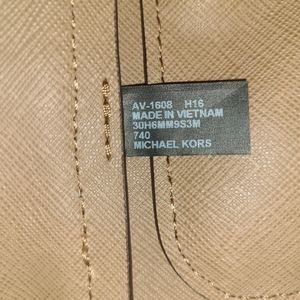 AV-1608 H16
MADE IN VIETNAM
30H6MM9S3M
740
MICHAEL KORS